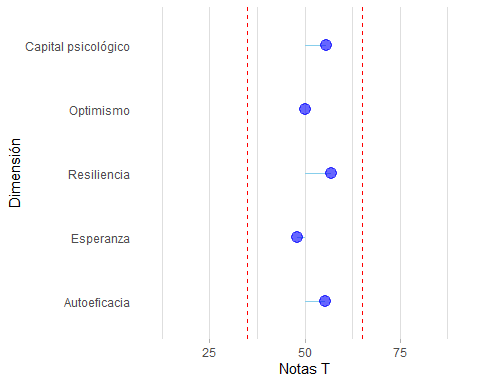 Capital psicológico
Optimismo
Resiliencia
Esperanza
Autoeficacia
Dimensión
25
50
75
Notas T